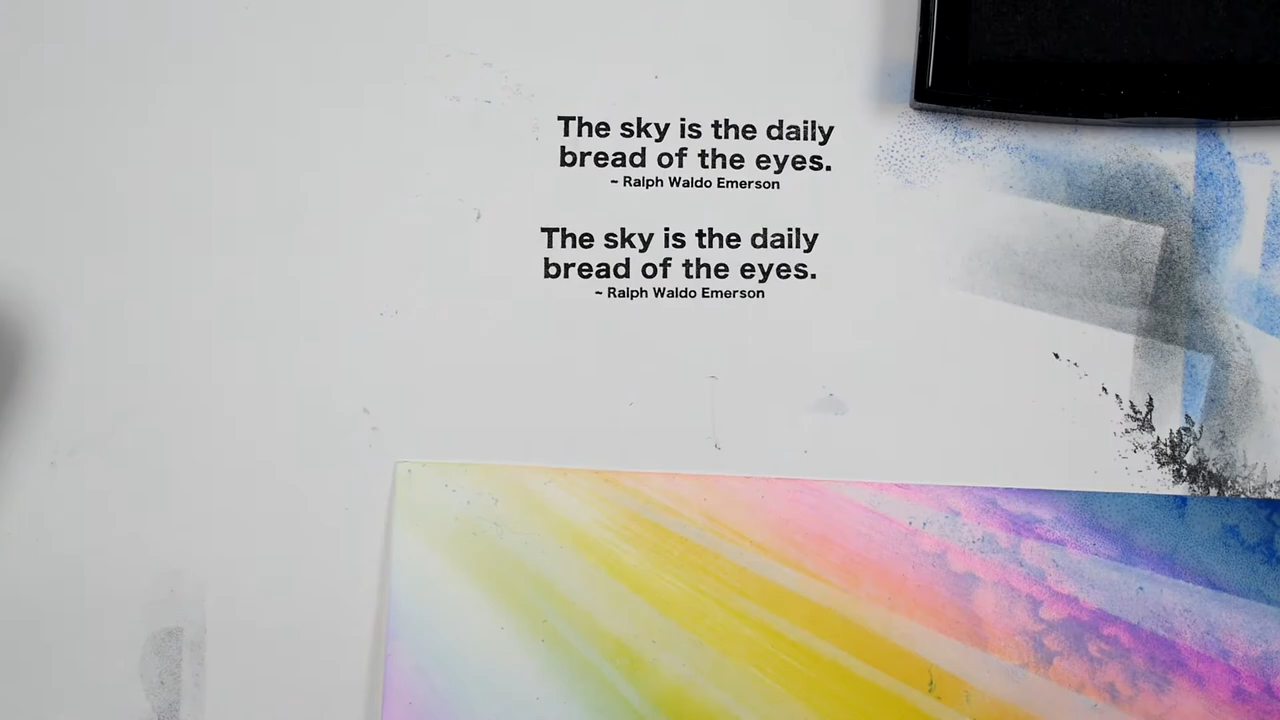 The sky is the daily
bread of the eyes.
~ Ralph Waldo Emerson
The sky is the daily
bread of the eyes.
~ Ralph Waldo Emerson